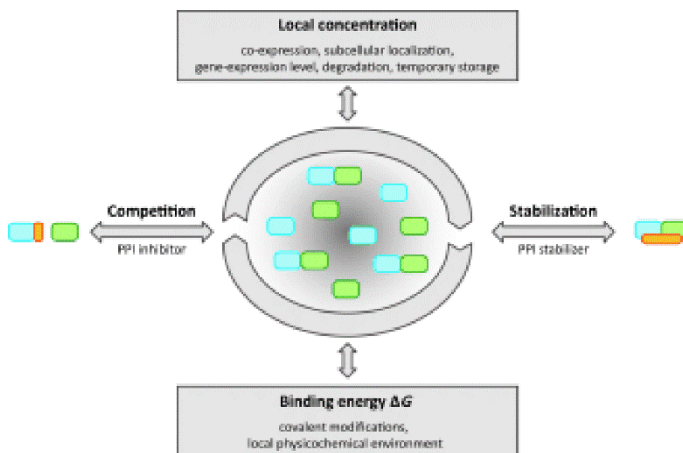 Local concentration
co-expression, subcellular localization,
gene-expression level, degradation, temporary storage
Competition
PPI inhibitor
Stabilization
PPI stabilizer
Binding energy ΔG
covalent modifications,
local physicochemical environment